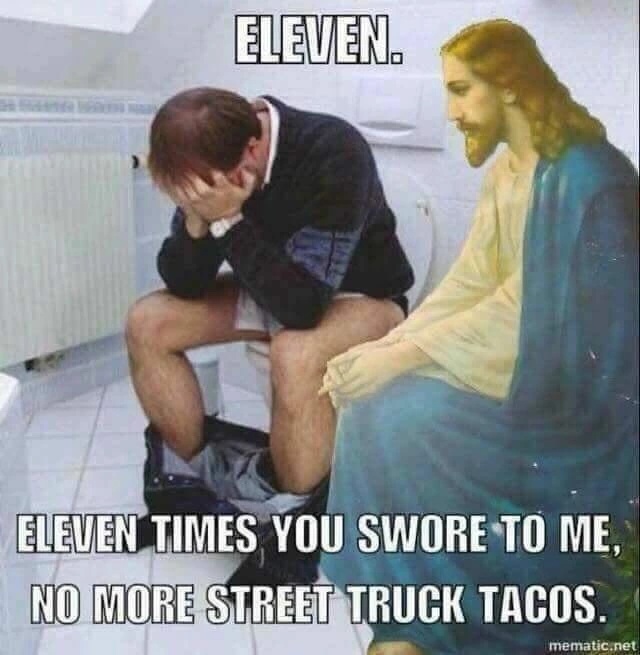 ELEVEN.
ELEVEN TIMES YOU SWORE TO ME,
NO MORE STREET TRUCK TACOS.
mematic.net